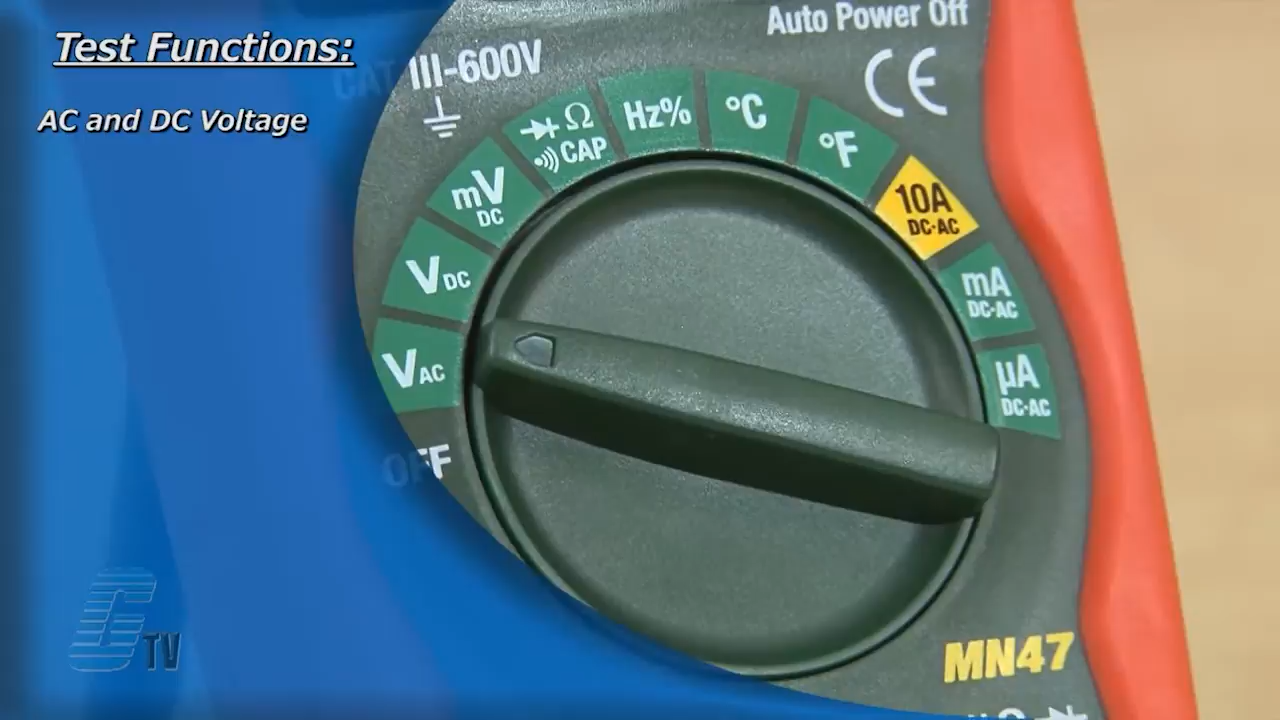 Test Functions:
AC and DC Voltage
Auto Power Off
CAT III-600V
CE
Hz%
°C
Ω
CAP
°F
mV
DC
10A
DC·AC
V DC
mA
DC·AC
V AC
µA
DC·AC
OFF
C TV
MN47